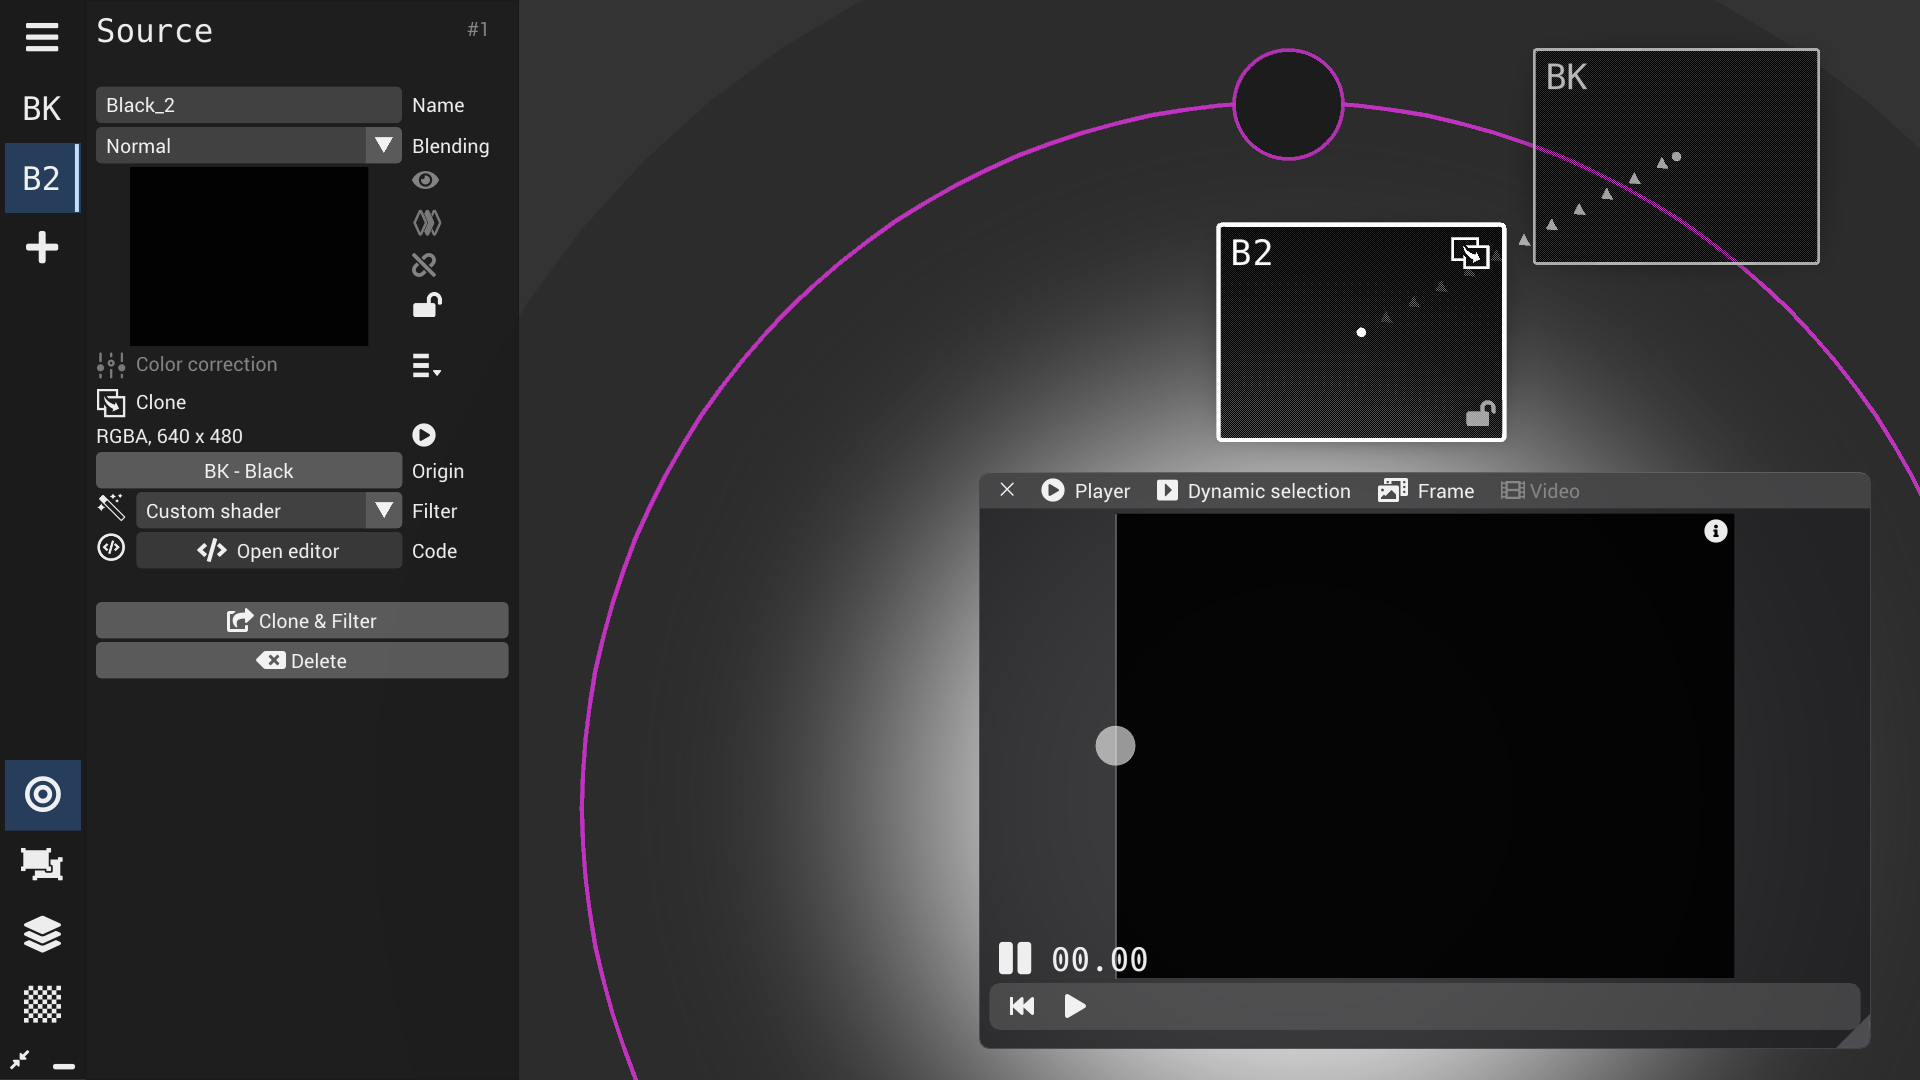 Source
#1
BK
Black_2
Name
Normal
Blending
B2
Color correction
Clone
RGBA, 640 x 480
BK - Black
Origin
Custom shader
Filter
Open editor
Code
Clone & Filter
Delete
BK
B2
Player
Dynamic selection
Frame
Video
00.00